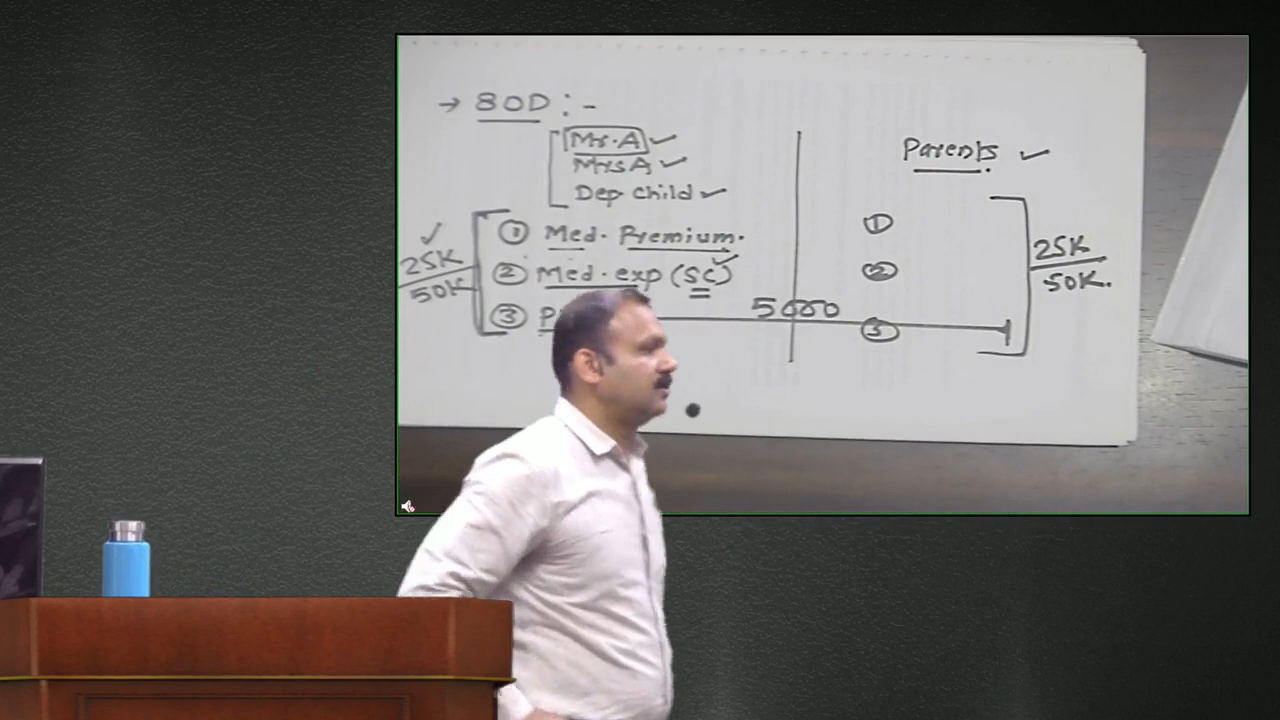 → 80D :-
Mr. A ✓
Mrs A ✓
Dep child ✓
✓ 25K
50K
① Med. Premium.
② Med. exp (SC) ✓
③ P
5000
Parents ✓
①
②
③
25K
50K.